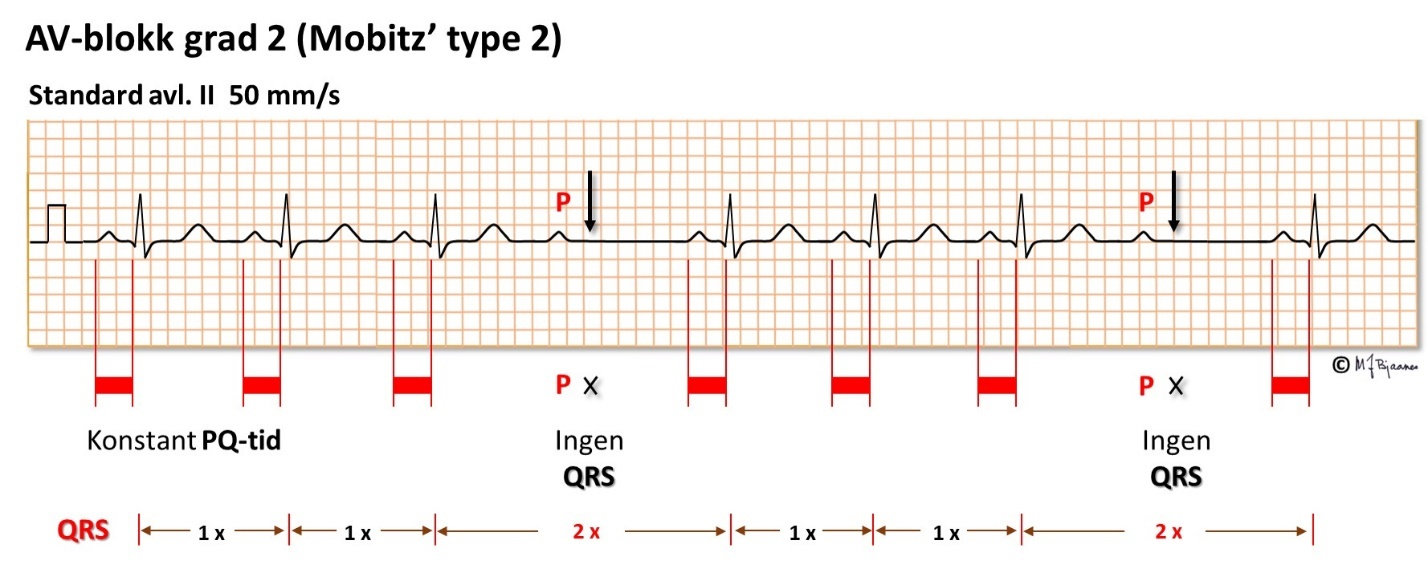 AV-blokk grad 2 (Mobitz’ type 2)
Standard avl. II 50 mm/s
P P
© MJBjaanes
P X P X
Konstant PQ-tid Ingen Ingen
QRS QRS
QRS 1 x 1 x 2 x 1 x 1 x 2 x